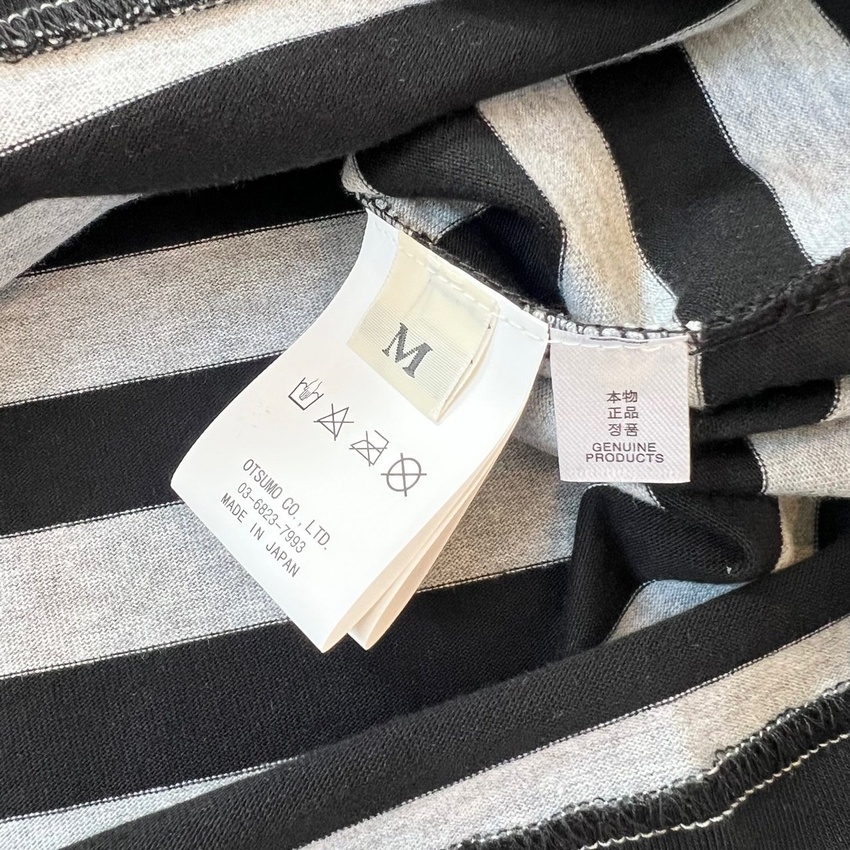 M
OTSUMO CO., LTD.
03-6823-7993
MADE IN JAPAN
本物
正品
정품
GENUINE
PRODUCTS